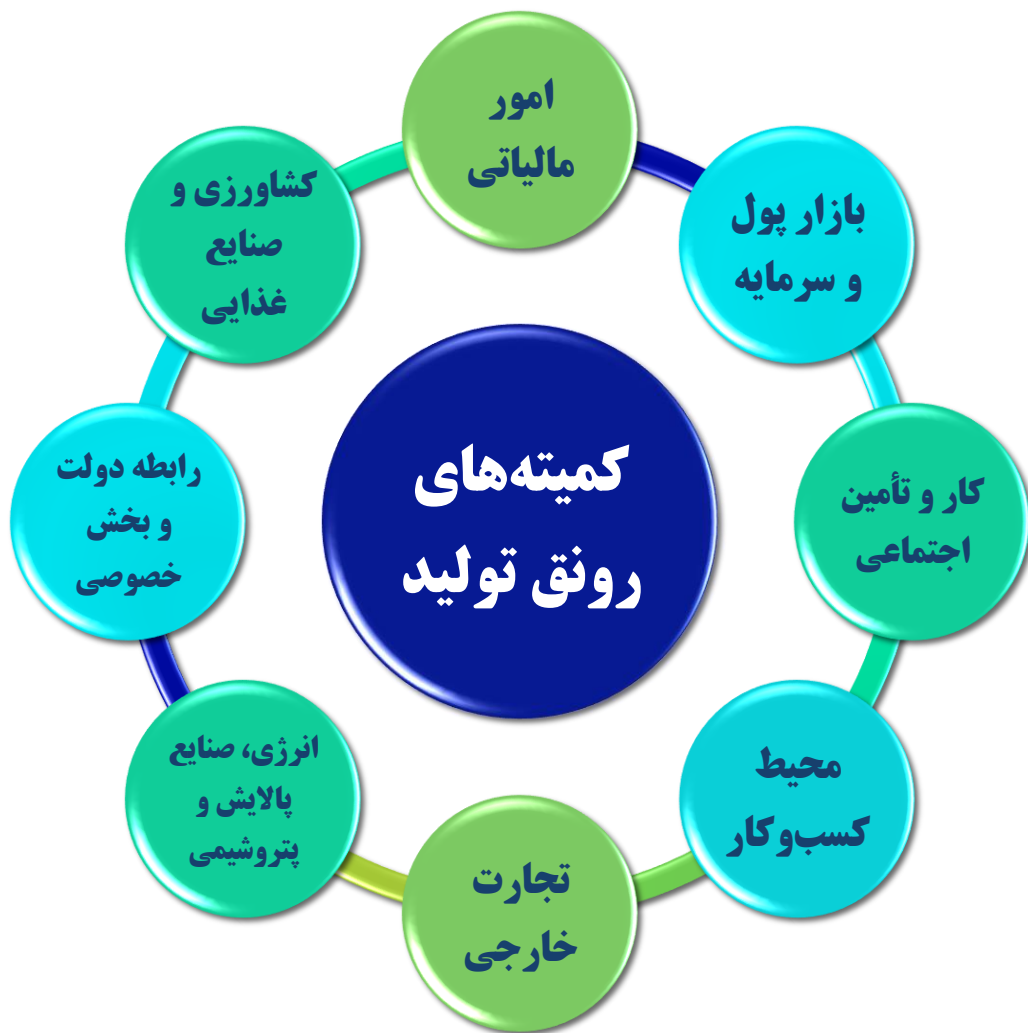 کمیته‌های
رونق تولید
امور
مالیاتی
بازار پول
و سرمایه
کار و تأمین
اجتماعی
محیط
کسب‌وکار
تجارت
خارجی
انرژی، صنایع
پالایش و
پتروشیمی
رابطه دولت
و بخش
خصوصی
کشاورزی و
صنایع
غذایی